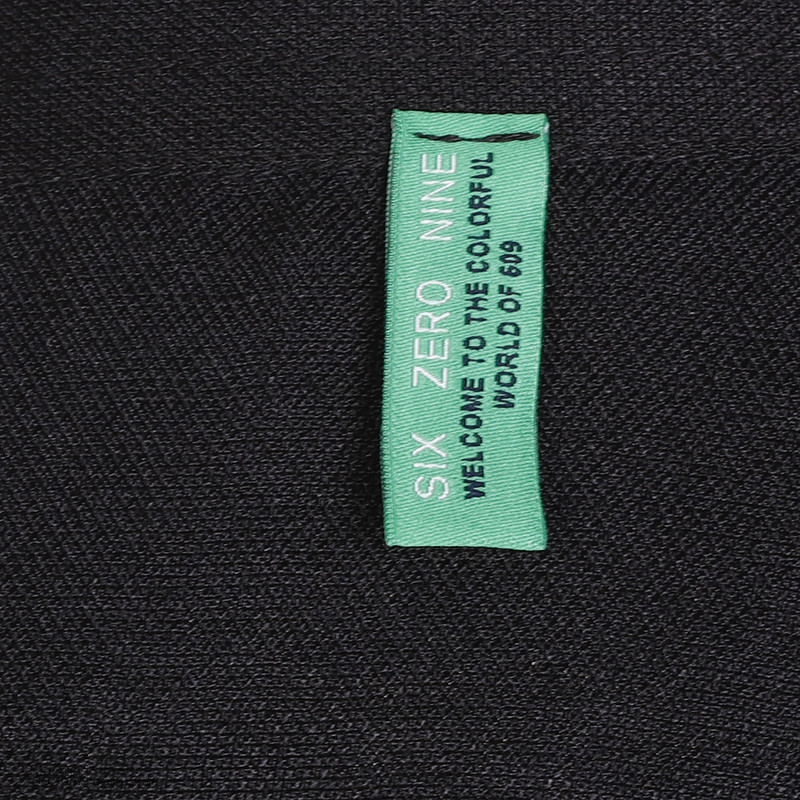 SIX ZERO NINE
WELCOME TO THE COLORFUL
WORLD OF 609